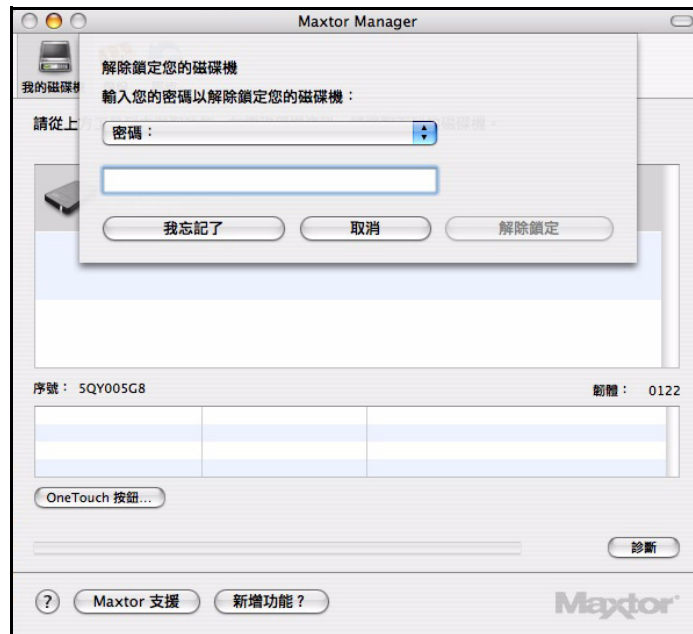 Maxtor Manager
我的磁碟機
解除鎖定您的磁碟機
輸入您的密碼以解除鎖定您的磁碟機：
請從上
密碼：
我忘記了 取消 解除鎖定
序號： 5QY005G8 韌體： 0122
OneTouch 按鈕...
診斷
? Maxtor 支援 新增功能？ Maxtor